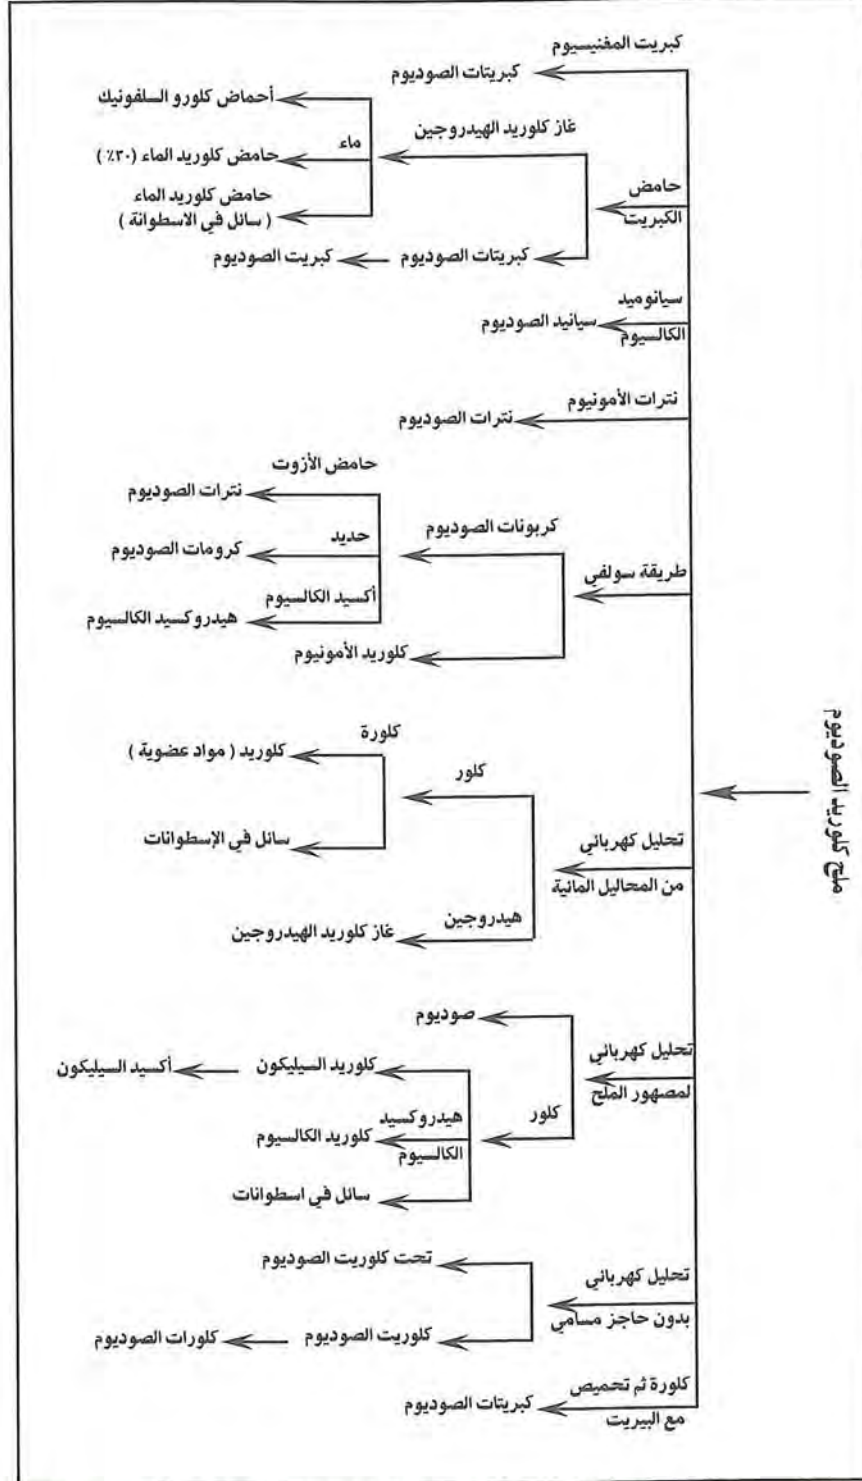 ملح كلوريد الصوديوم
كبريت المغنيسيوم
كبريتات الصوديوم
حامض
الكبريت
غاز كلوريد الهيدروجين
ماء
أحماض كلورو السلفونيك
حامض كلوريد الماء (٣٠٪)
حامض كلوريد الماء
( سائل في الاسطوانة )
كبريتات الصوديوم
كبريت الصوديوم
سيانوميد
الكالسيوم
سيانيد الصوديوم
نترات الأمونيوم
نترات الصوديوم
طريقة سولفي
كربونات الصوديوم
حامض الأزوت
نترات الصوديوم
حديد
كرومات الصوديوم
أكسيد الكالسيوم
هيدروكسيد الكالسيوم
كلوريد الأمونيوم
تحليل كهربائي
من المحاليل المائية
كلور
كلورة
كلوريد ( مواد عضوية )
سائل في الإسطوانات
هيدروجين
غاز كلوريد الهيدروجين
تحليل كهربائي
لمصهور الملح
صوديوم
كلور
كلوريد السيليكون
أكسيد السيليكون
هيدروكسيد
الكالسيوم
كلوريد الكالسيوم
سائل في اسطوانات
تحليل كهربائي
بدون حاجز مسامي
تحت كلوريت الصوديوم
كلوريت الصوديوم
كلورات الصوديوم
كلورة ثم تحميص
مع البيريت
كبريتات الصوديوم